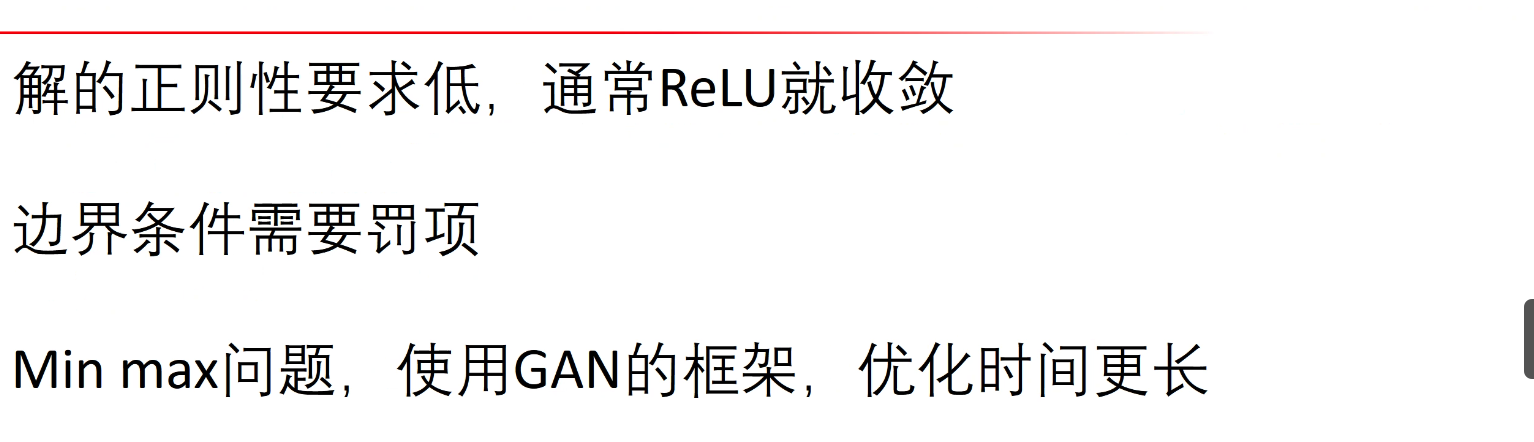 解的正则性要求低，通常ReLU就收敛
边界条件需要罚项
Min max问题，使用GAN的框架，优化时间更长